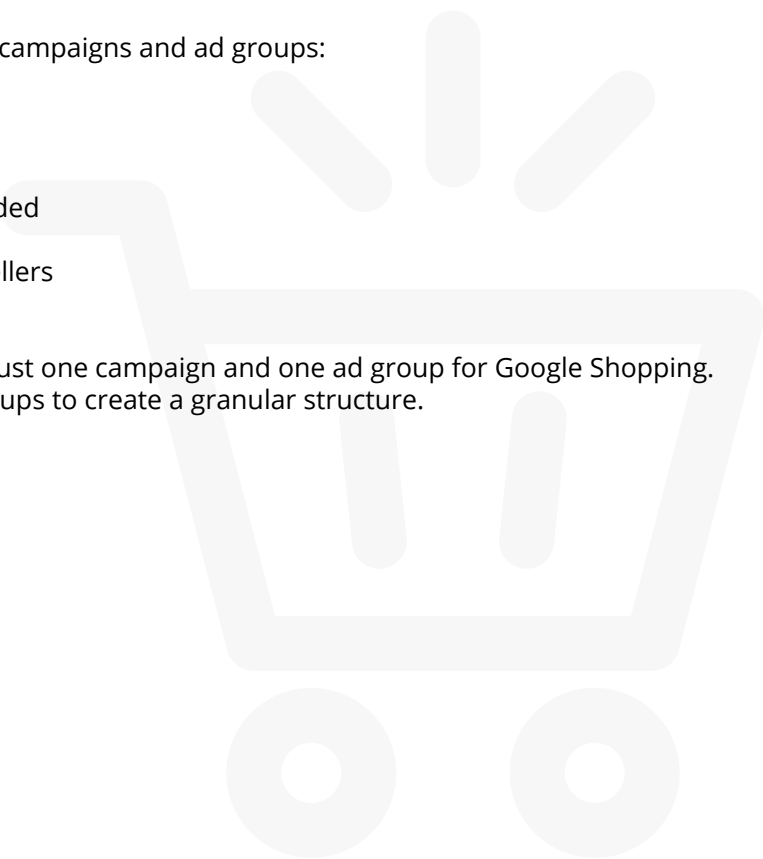 campaigns and ad groups:
ded
llers
ust one campaign and one ad group for Google Shopping.
ups to create a granular structure.